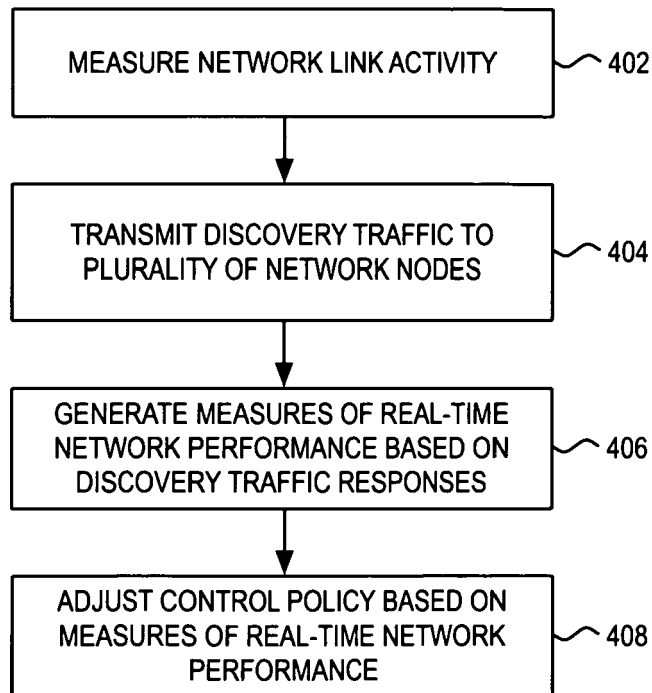 MEASURE NETWORK LINK ACTIVITY
402
TRANSMIT DISCOVERY TRAFFIC TO
PLURALITY OF NETWORK NODES
404
GENERATE MEASURES OF REAL-TIME
NETWORK PERFORMANCE BASED ON
DISCOVERY TRAFFIC RESPONSES
406
ADJUST CONTROL POLICY BASED ON
MEASURES OF REAL-TIME NETWORK
PERFORMANCE
408